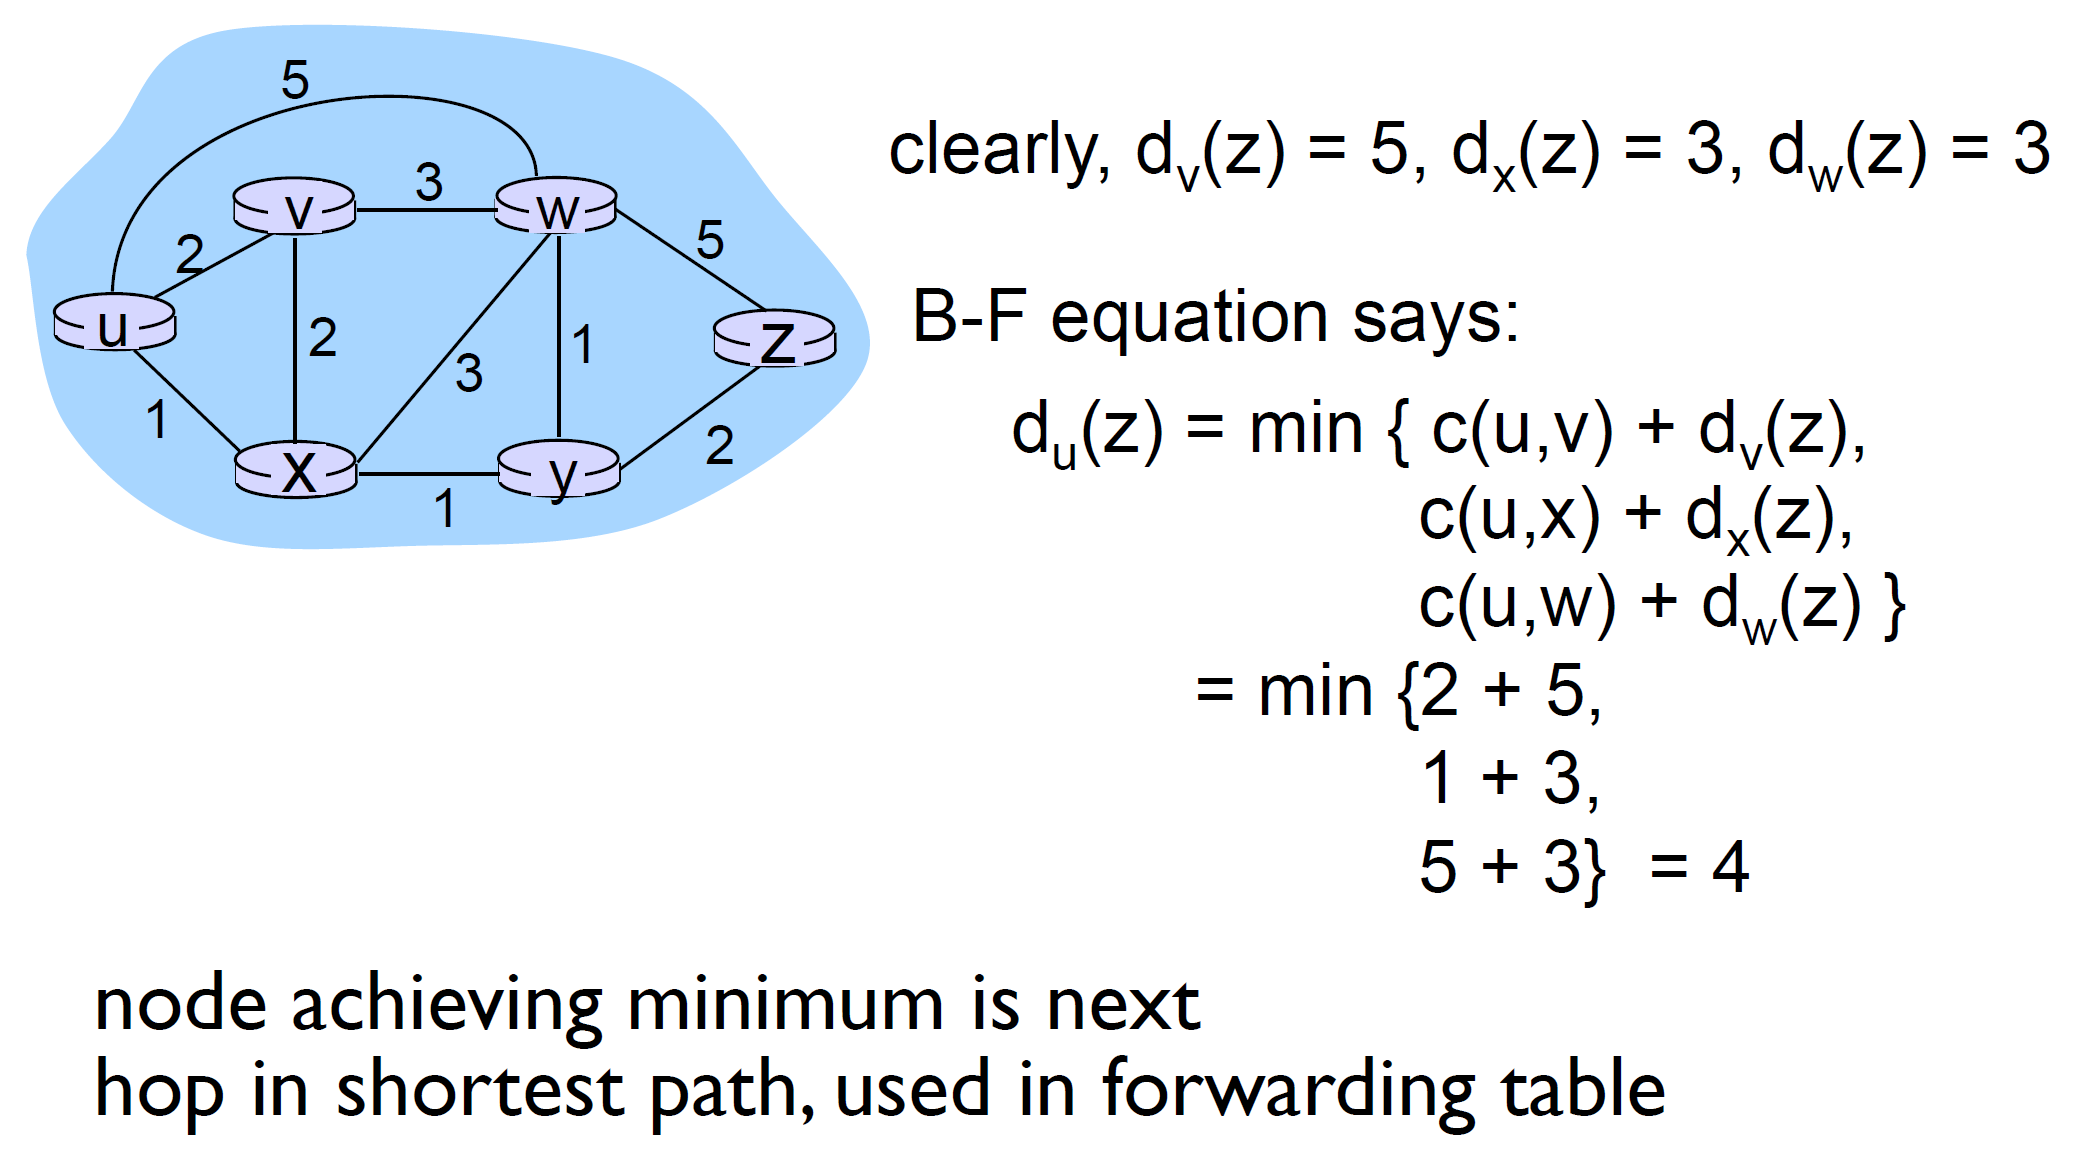 5
3
v
w
5
2
u
2
3
1
z
1
x
y
2
1
clearly, dv(z) = 5, dx(z) = 3, dw(z) = 3
B-F equation says:
du(z) = min { c(u,v) + dv(z),
c(u,x) + dx(z),
c(u,w) + dw(z) }
= min {2 + 5,
1 + 3,
5 + 3} = 4
node achieving minimum is next
hop in shortest path, used in forwarding table